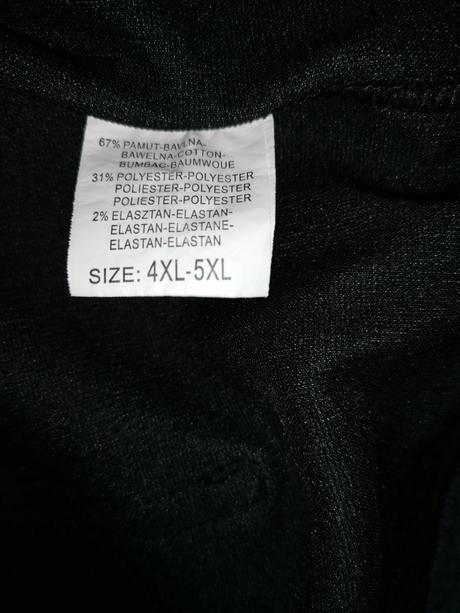 67% PAMUT-BAVLNA-
BAWELNA-COTTON-
BUMBAC-BAUMWOUE
31% POLYESTER-POLYESTER
POLIESTER-POLYESTER
POLIESTER-POLYESTER
2% ELASZTAN-ELASTAN-
ELASTAN-ELASTANE-
ELASTAN-ELASTAN
SIZE: 4XL-5XL